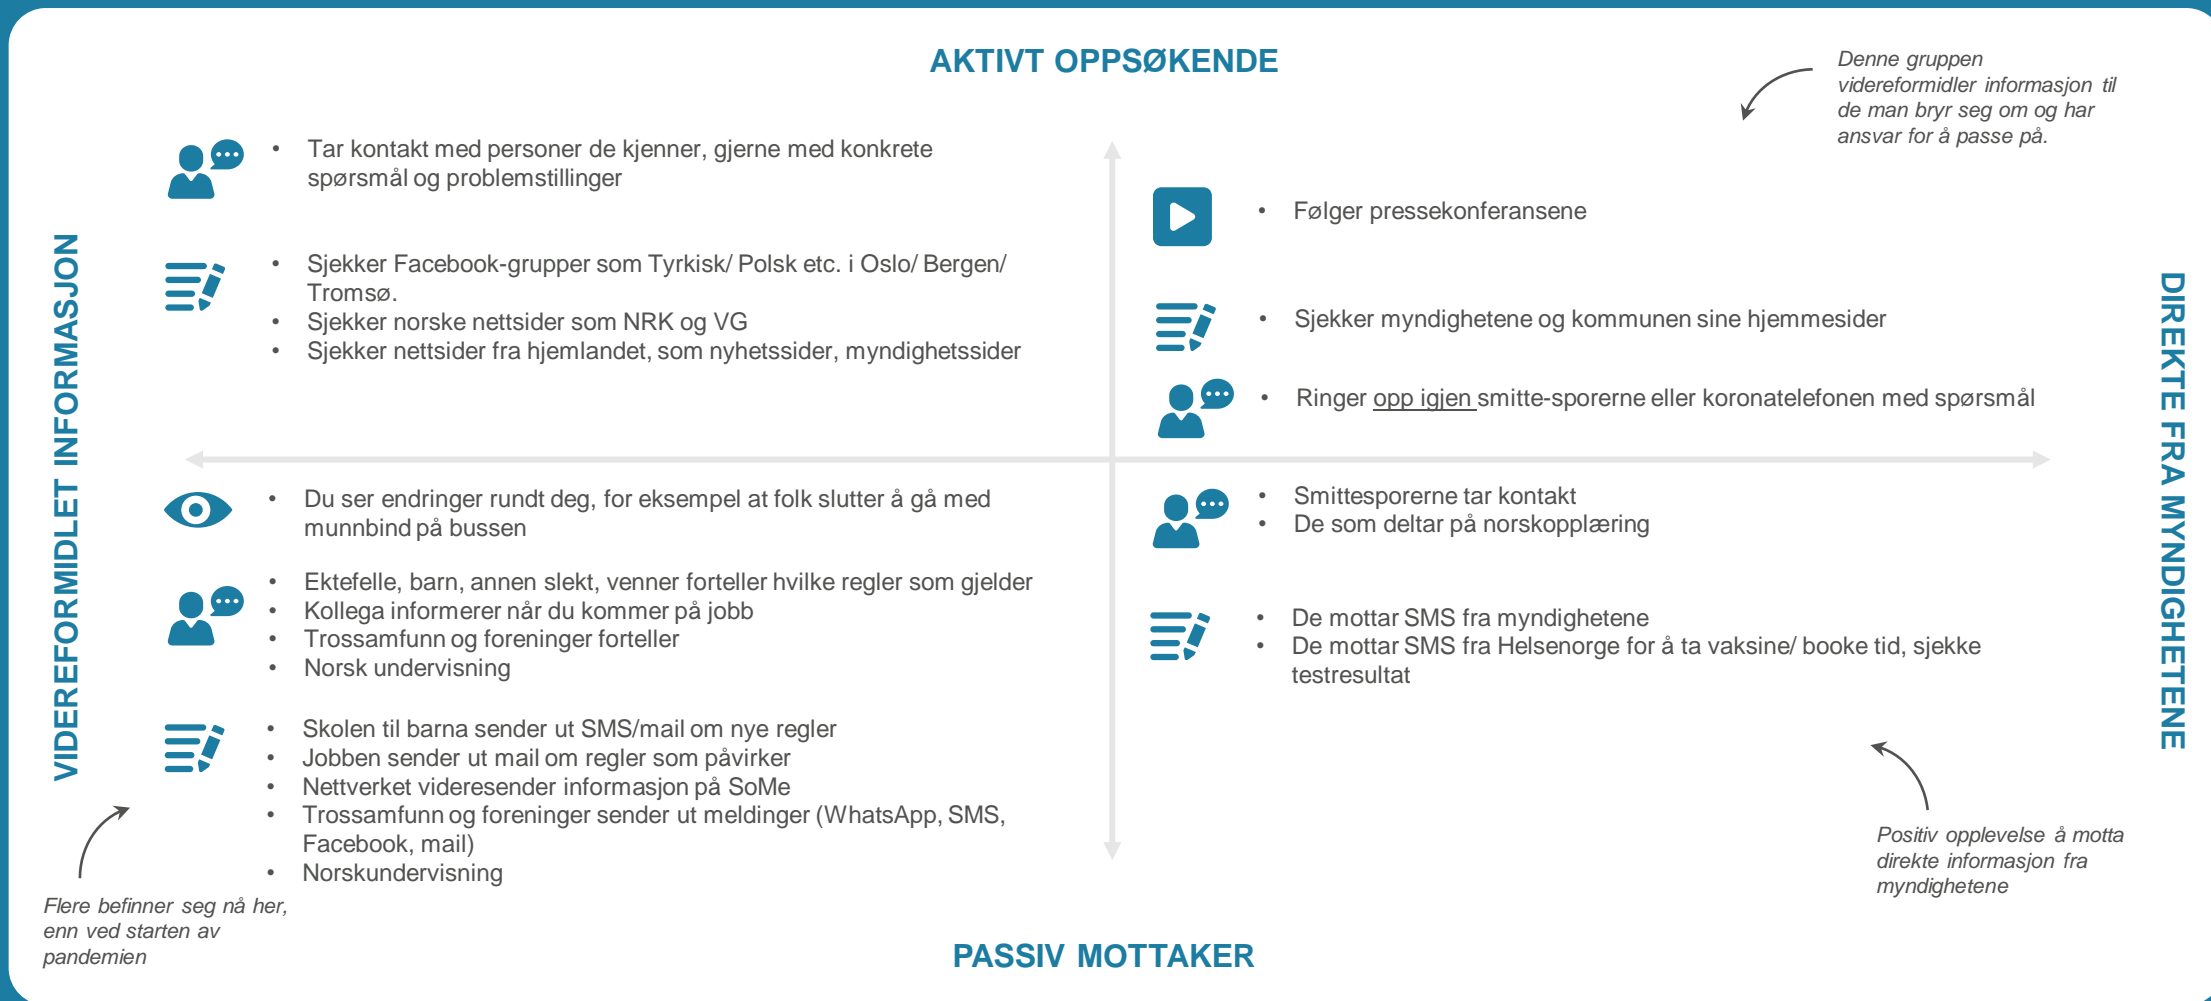 AKTIVT OPPSØKENDE
Denne gruppen
videreformidler informasjon til
de man bryr seg om og har
ansvar for å passe på.
VIDEREFORMIDLET INFORMASJON
• Tar kontakt med personer de kjenner, gjerne med konkrete
spørsmål og problemstillinger
• Sjekker Facebook-grupper som Tyrkisk/ Polsk etc. i Oslo/ Bergen/
Tromsø.
• Sjekker norske nettsider som NRK og VG
• Sjekker nettsider fra hjemlandet, som nyhetssider, myndighetssider
• Følger pressekonferansene
• Sjekker myndighetene og kommunen sine hjemmesider
• Ringer opp igjen smitte-sporerne eller koronatelefonen med spørsmål
DIREKTE FRA MYNDIGHETENE
• Du ser endringer rundt deg, for eksempel at folk slutter å gå med
munnbind på bussen
• Ektefelle, barn, annen slekt, venner forteller hvilke regler som gjelder
• Kollega informerer når du kommer på jobb
• Trossamfunn og foreninger forteller
• Norsk undervisning
• Skolen til barna sender ut SMS/mail om nye regler
• Jobben sender ut mail om regler som påvirker
• Nettverket videresender informasjon på SoMe
• Trossamfunn og foreninger sender ut meldinger (WhatsApp, SMS,
Facebook, mail)
• Norskundervisning
Flere befinner seg nå her,
enn ved starten av
pandemien
• Smittesporerne tar kontakt
• De som deltar på norskopplæring
• De mottar SMS fra myndighetene
• De mottar SMS fra Helsenorge for å ta vaksine/ booke tid, sjekke
testresultat
Positiv opplevelse å motta
direkte informasjon fra
myndighetene
PASSIV MOTTAKER